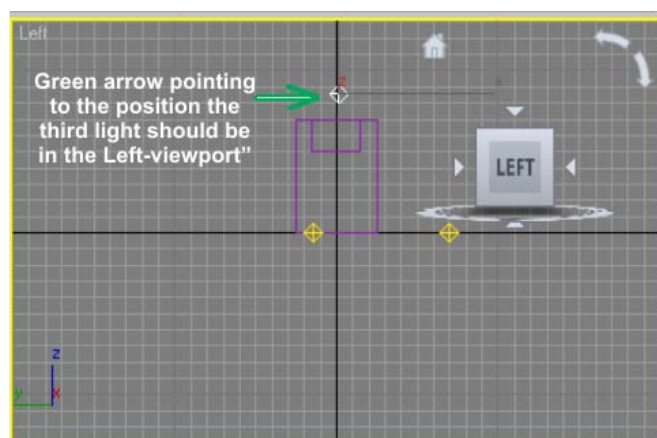 Left
Green arrow pointing
to the position the
third light should be
in the Left-viewport”
z
x
LEFT
z
y x